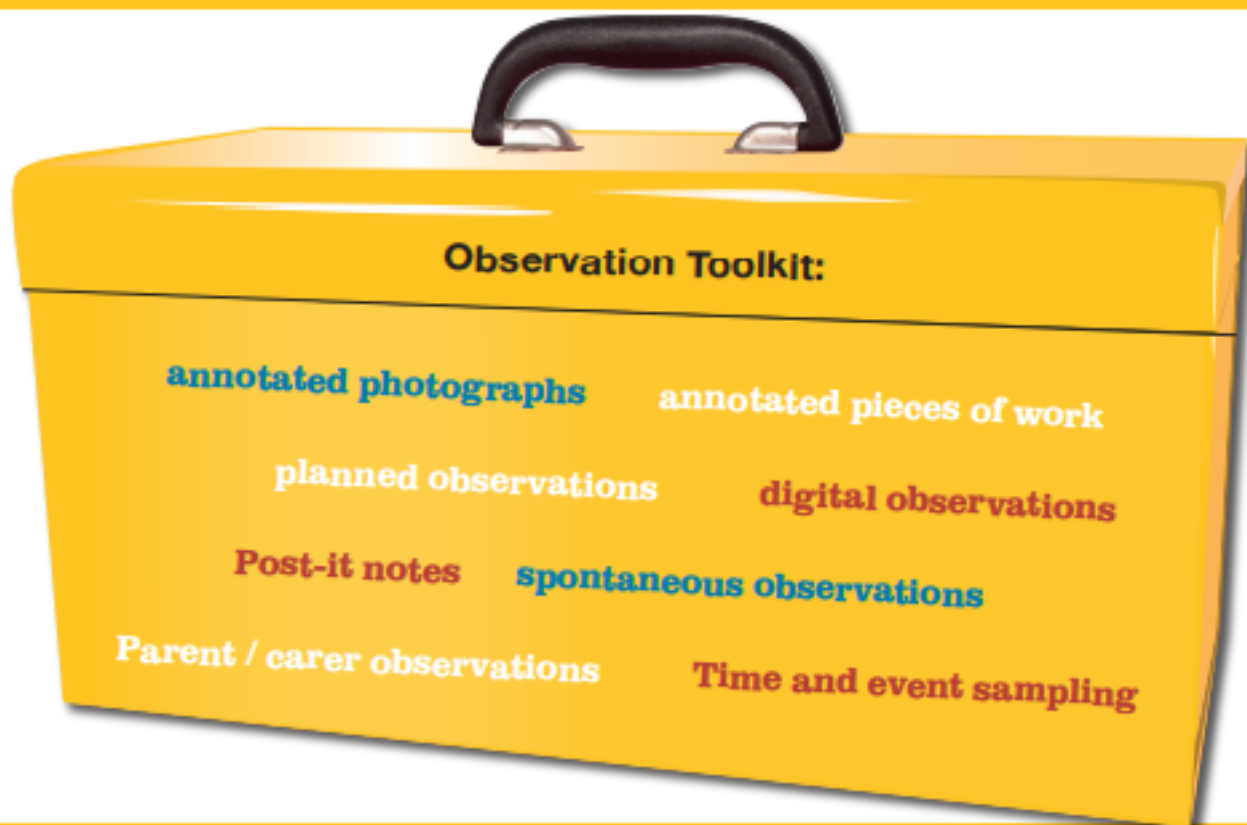 Observation Toolkit:
annotated photographs annotated pieces of work
planned observations digital observations
Post-it notes spontaneous observations
Parent / carer observations Time and event sampling